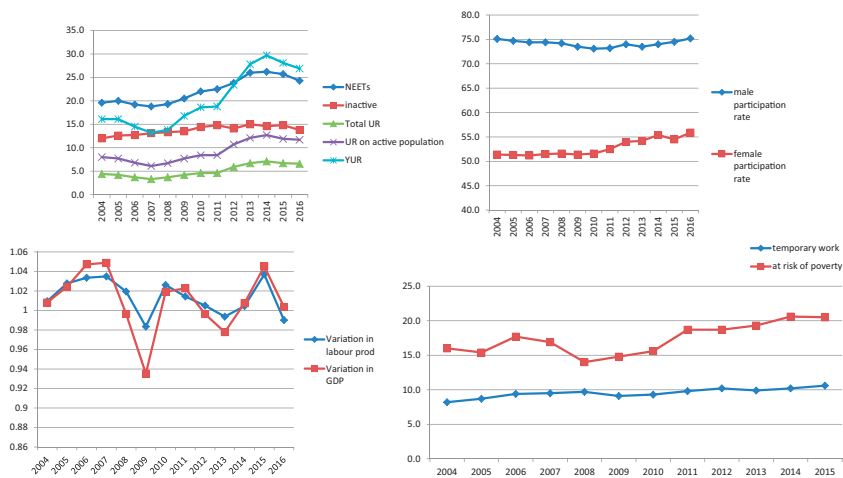 35.0
30.0
25.0
20.0
15.0
10.0
5.0
0.0
2004 2005 2006 2007 2008 2009 2010 2011 2012 2013 2014 2015 2016
NEETs
inactive
Total UR
UR on active population
YUR
80.0
75.0
70.0
65.0
60.0
55.0
50.0
45.0
40.0
2004 2005 2006 2007 2008 2009 2010 2011 2012 2013 2014 2015 2016
male
participation
rate
female
participation
rate
1.06
1.04
1.02
1
0.98
0.96
0.94
0.92
0.9
0.88
0.86
2004 2005 2006 2007 2008 2009 2010 2011 2012 2013 2014 2015 2016
Variation in
labour prod
Variation in
GDP
temporary work
at risk of poverty
25.0
20.0
15.0
10.0
5.0
0.0
2004 2005 2006 2007 2008 2009 2010 2011 2012 2013 2014 2015